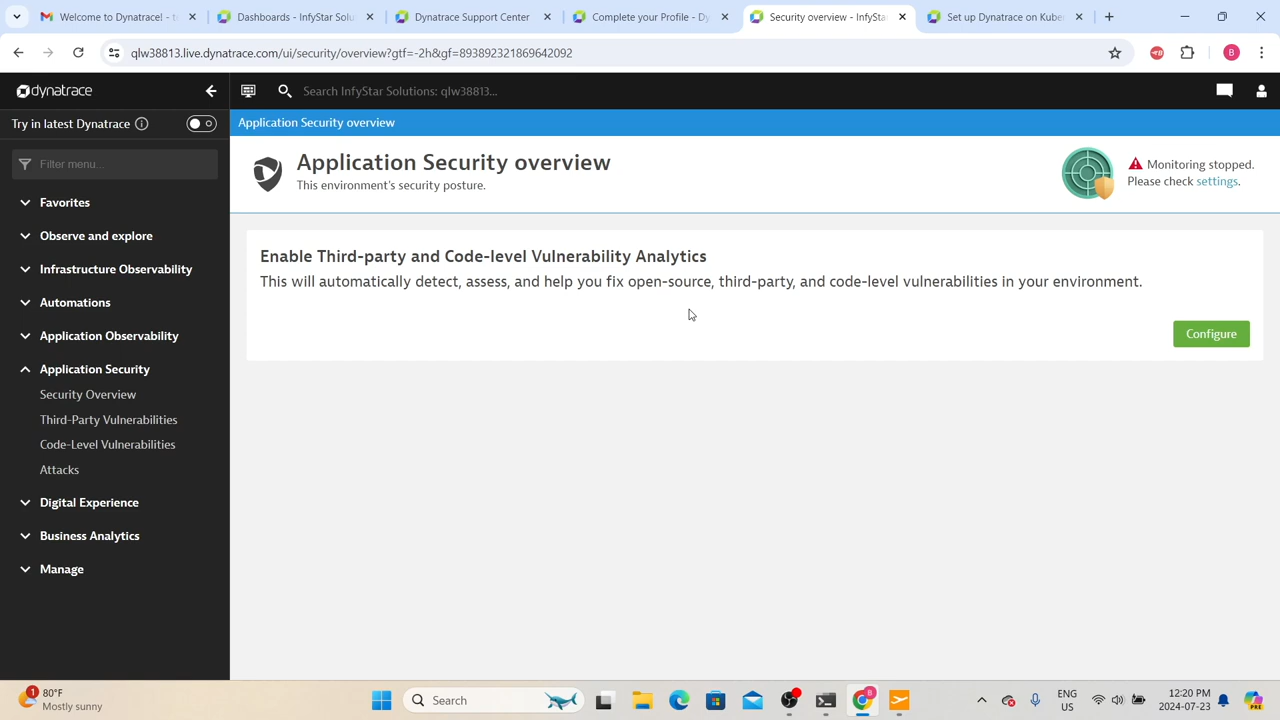 Welcome to Dynatrace! - t
Dashboards - InfyStar Solu
Dynatrace Support Center
Complete your Profile - Dy
Security overview - InfySta
Set up Dynatrace on Kube
qlw38813.live.dynatrace.com/ui/security/overview?gtf=-2h&gf=893892321869642092
B
dynatrace
Search InfyStar Solutions: qlw38813...
Try in latest Dynatrace
Application Security overview
Filter menu...
Application Security overview
This environment's security posture.
Monitoring stopped.
Please check settings.
Favorites
Observe and explore
Infrastructure Observability
Automations
Application Observability
Application Security
Security Overview
Third-Party Vulnerabilities
Code-Level Vulnerabilities
Attacks
Digital Experience
Business Analytics
Manage
Enable Third-party and Code-level Vulnerability Analytics
This will automatically detect, assess, and help you fix open-source, third-party, and code-level vulnerabilities in your environment.
Configure
1
80°F
Mostly sunny
Search
B
ENG
US
12:20 PM
2024-07-23
PRE